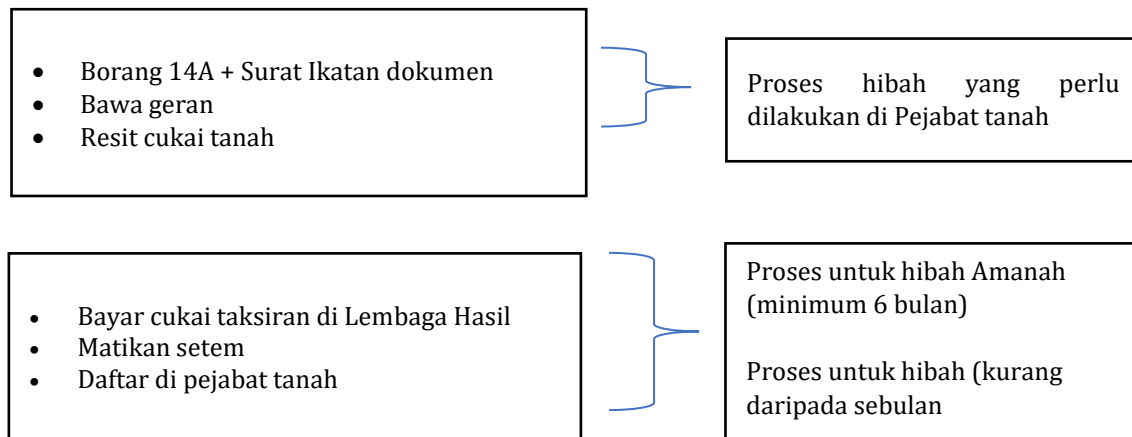 • Borang 14A + Surat Ikatan dokumen
• Bawa geran
• Resit cukai tanah
Proses hibah yang perlu
dilakukan di Pejabat tanah
• Bayar cukai taksiran di Lembaga Hasil
• Matikan setem
• Daftar di pejabat tanah
Proses untuk hibah Amanah
(minimum 6 bulan)
Proses untuk hibah (kurang
daripada sebulan